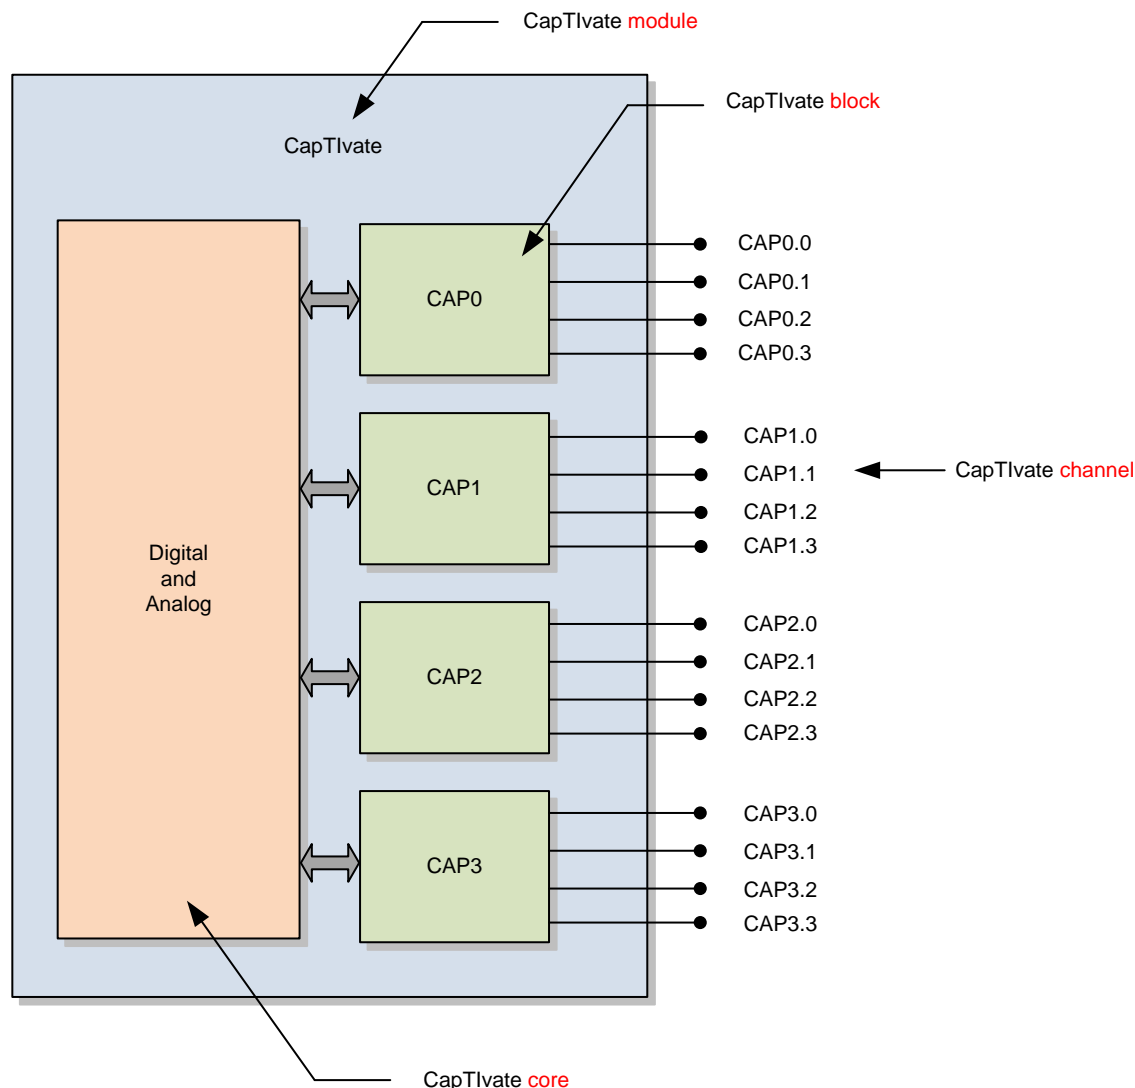 CapTIvate module
CapTIvate block
CapTIvate
CAP0
CAP0.0
CAP0.1
CAP0.2
CAP0.3
CAP1
CAP1.0
CAP1.1
CAP1.2
CAP1.3
CapTIvate channel
Digital
and
Analog
CAP2
CAP2.0
CAP2.1
CAP2.2
CAP2.3
CAP3
CAP3.0
CAP3.1
CAP3.2
CAP3.3
CapTIvate core